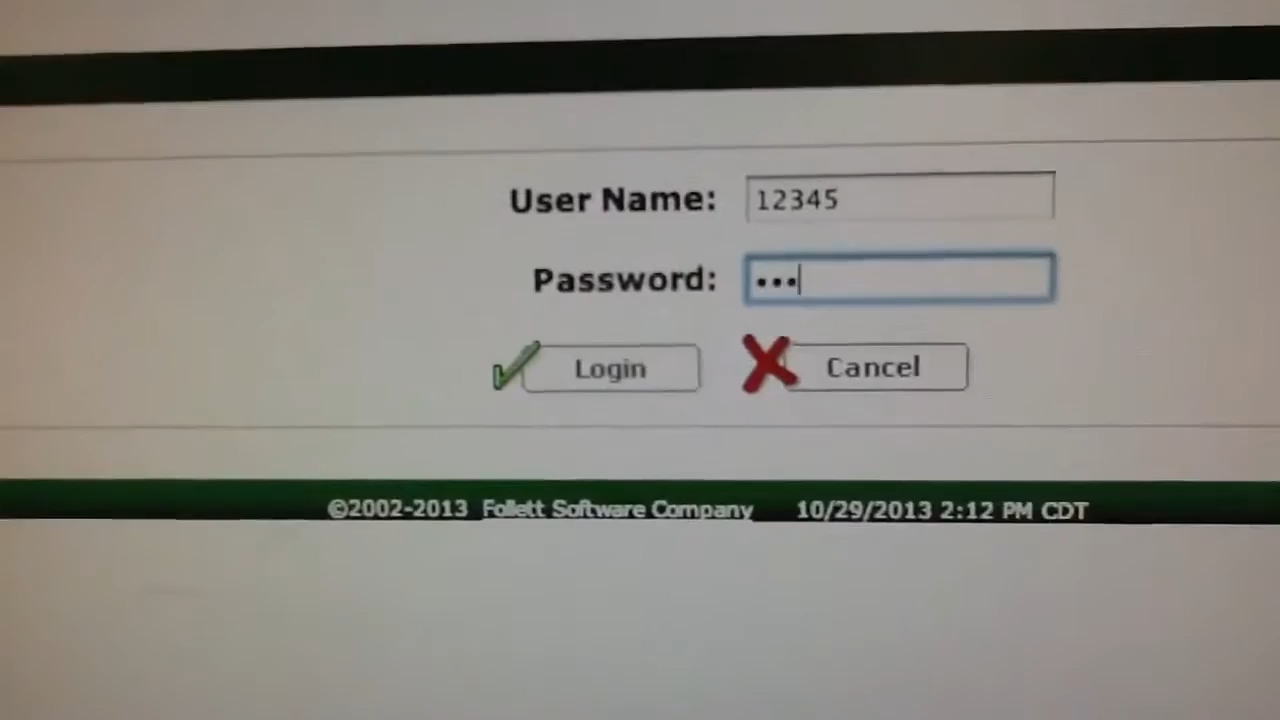 User Name: 12345
Password: •••
Login Cancel
©2002-2013 Follett Software Company 10/29/2013 2:12 PM CDT